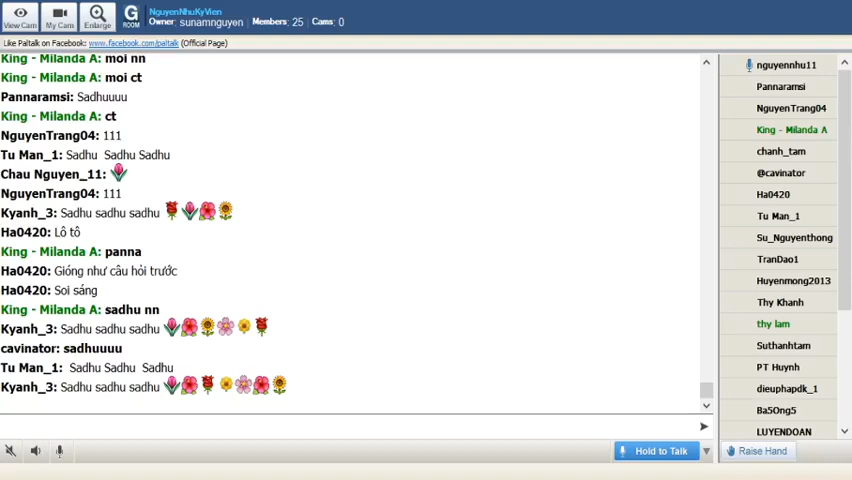 View Cam
My Cam
Enlarge
G
ROOM
NguyenNhuKyVien
Owner: sunamnguyen Members: 25 Cams: 0
Like Paltalk on Facebook: www.facebook.com/paltalk (Official Page)
King - Milanda A: moi nn
King - Milanda A: moi ct
Pannaramsi: Sadhuuuu
King - Milanda A: ct
NguyenTrang04: 111
Tu Man_1: Sadhu Sadhu Sadhu
Chau Nguyen_11:
NguyenTrang04: 111
Kyanh_3: Sadhu sadhu sadhu
Ha0420: Lô tô
King - Milanda A: panna
Ha0420: Gióng như câu hỏi trước
Ha0420: Soi sáng
King - Milanda A: sadhu nn
Kyanh_3: Sadhu sadhu sadhu
cavinator: sadhuuuu
Tu Man_1: Sadhu Sadhu Sadhu
Kyanh_3: Sadhu sadhu sadhu
Hold to Talk
nguyennhu11
Pannaramsi
NguyenTrang04
King - Milanda A
chanh_tam
@cavinator
Ha0420
Tu Man_1
Su_Nguyenthong
TranDao1
Huyenmong2013
Thy Khanh
thy lam
Suthanhtam
PT Huynh
dieuphapdk_1
Ba5Ong5
LUYENDOAN
Raise Hand